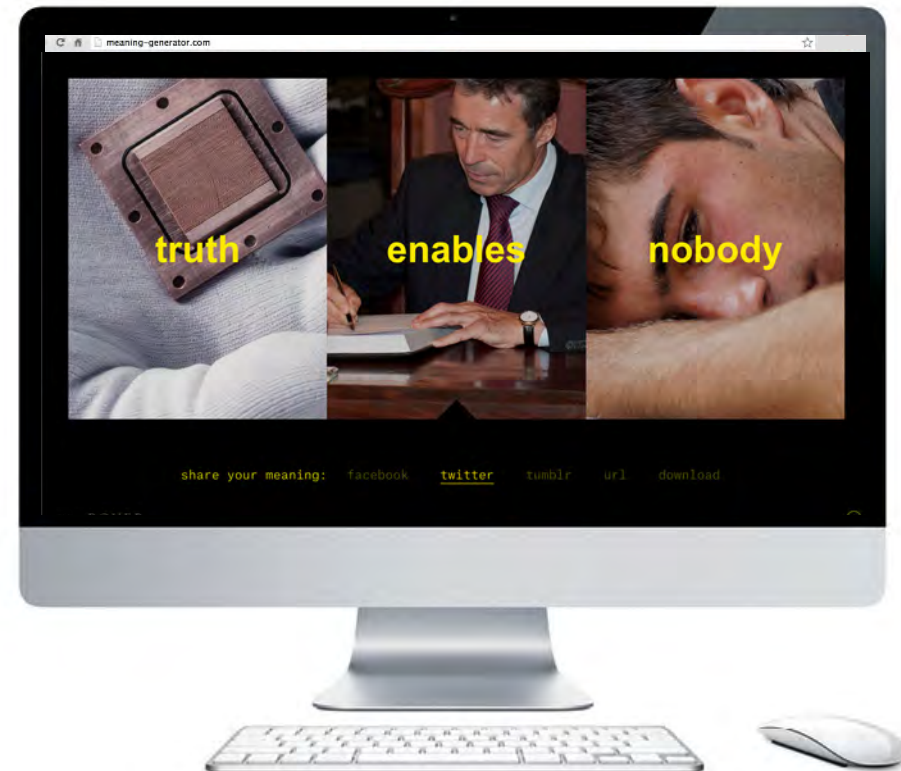 meaning-generator.com
truth enables nobody
share your meaning: facebook twitter tumblr url download